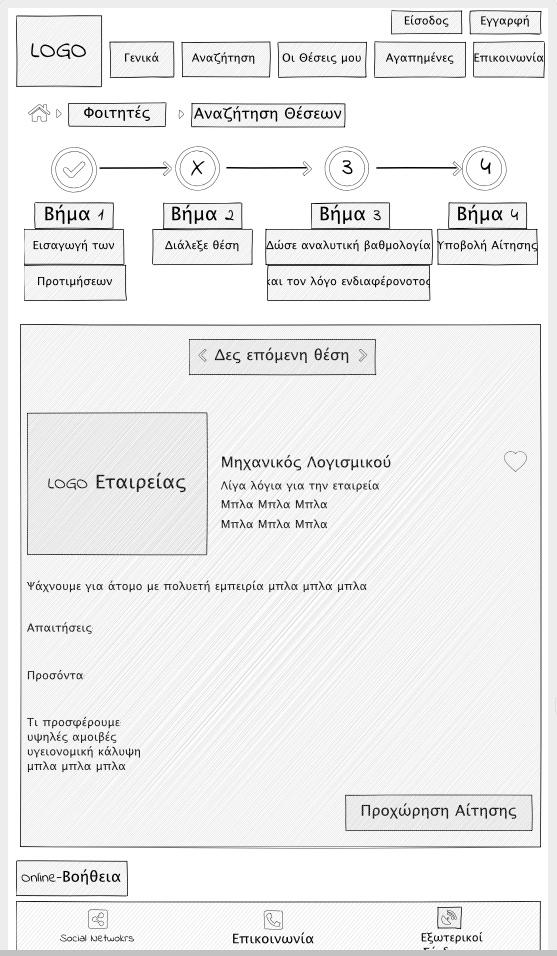 Είσοδος
Εγγραφή
LOGO
Γενικά
Αναζήτηση
Οι Θέσεις μου
Αγαπημένες
Επικοινωνία
Φοιτητές
Αναζήτηση Θέσεων
X
3
4
Βήμα 1
Βήμα 2
Βήμα 3
Βήμα 4
Εισαγωγή των
Προτιμήσεων
Διάλεξε θέση
Δώσε αναλυτική βαθμολογία
και τον λόγο ενδιαφέροντος
Υποβολή Αίτησης
Δες επόμενη θέση
LOGO Εταιρείας
Μηχανικός Λογισμικού
Λίγα λόγια για την εταιρεία
Μπλα Μπλα Μπλα
Μπλα Μπλα Μπλα
Ψάχνουμε για άτομο με πολυετή εμπειρία μπλα μπλα μπλα
Απαιτήσεις
Προσόντα
Τι προσφέρουμε
υψηλές αμοιβές
υγειονομική κάλυψη
μπλα μπλα μπλα
Προχώρηση Αίτησης
Online-Βοήθεια
Social Netwokrs
Επικοινωνία
Εξωτερικοί